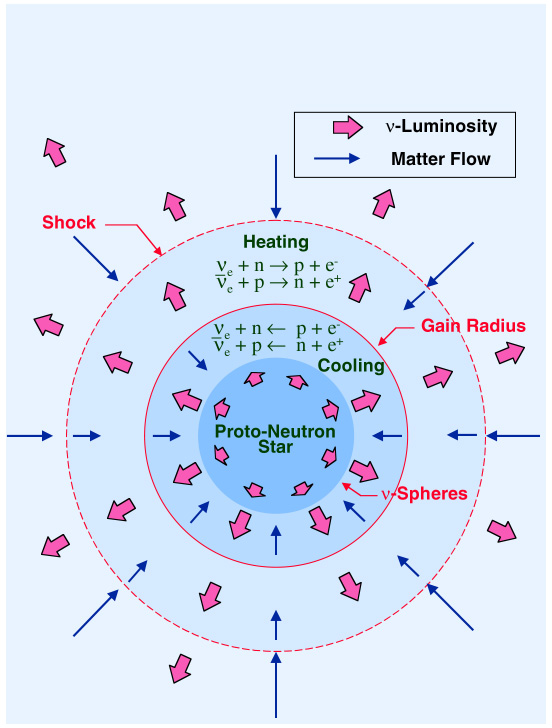 ν-Luminosity
Matter Flow
Shock
Heating
νₑ + n → p + e⁻
ν̅ₑ + p → n + e⁺
Gain Radius
νₑ + n ← p + e⁻
ν̅ₑ + p ← n + e⁺
Cooling
Proto-Neutron
Star
ν-Spheres